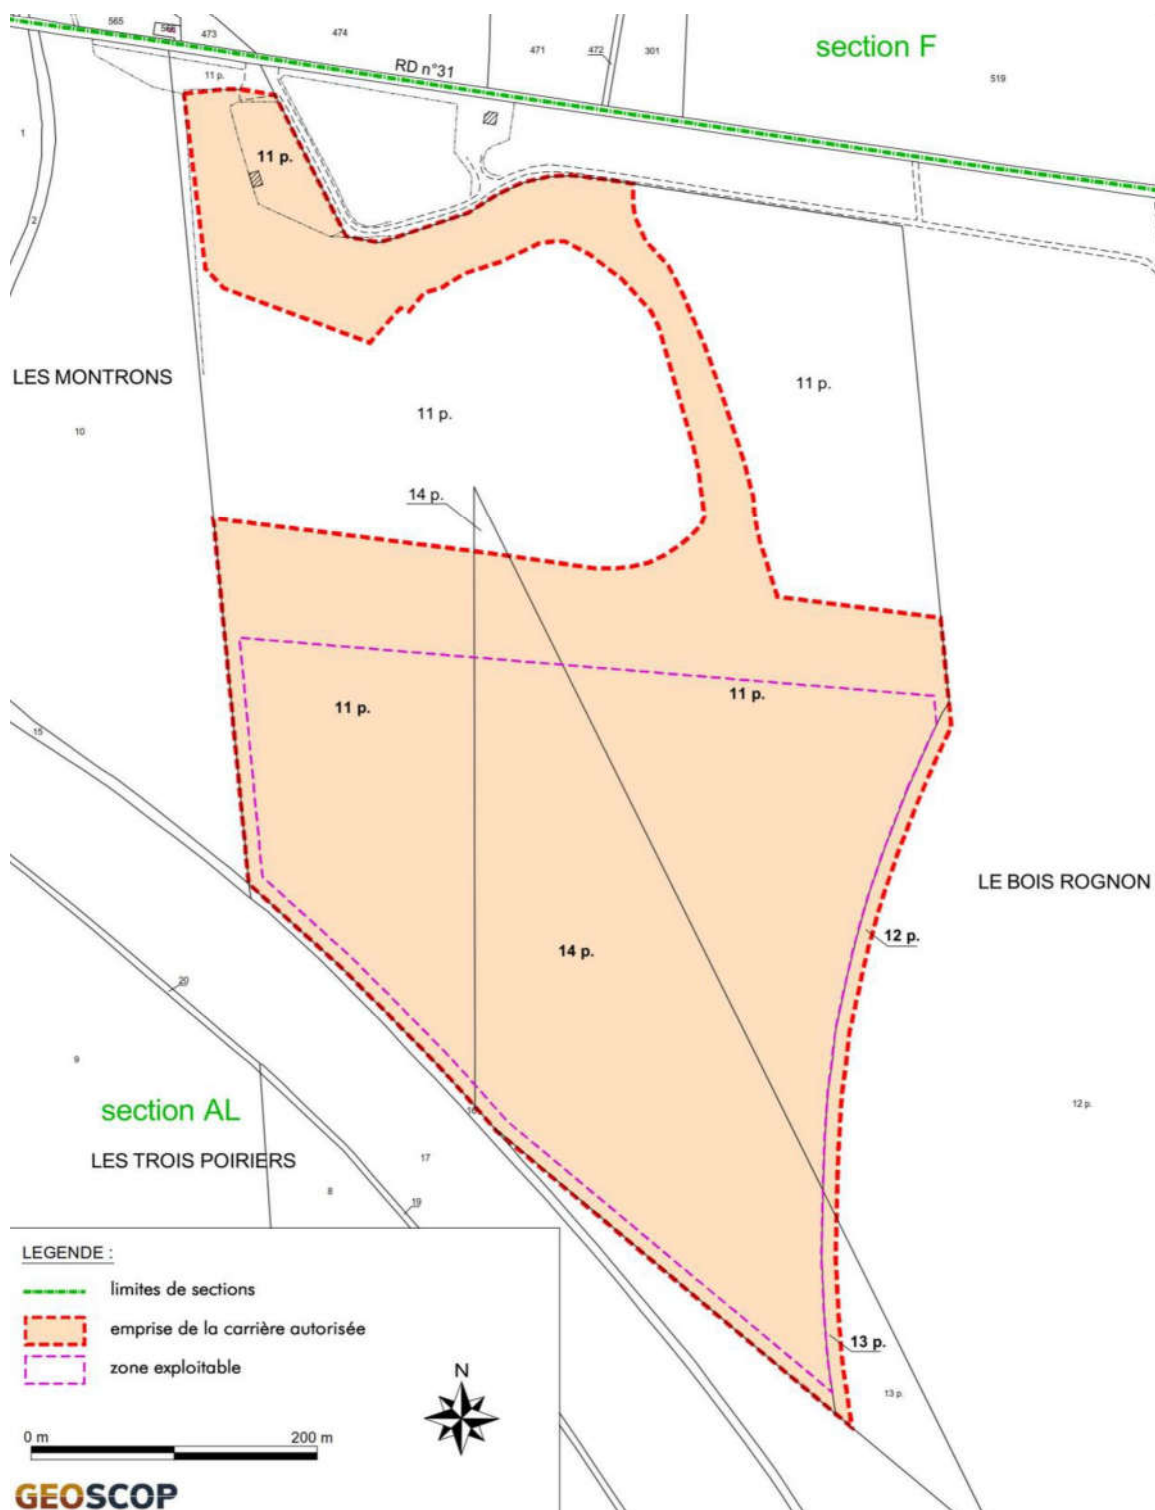 565
566
473
474
471
472
301
section F
519
RD n°31
11 p.
1
11 p.
2
LES MONTRONS
11 p.
11 p.
10
14 p.
11 p.
11 p.
15
LE BOIS ROGNON
12 p.
14 p.
20
9
section AL
16
12 p.
LES TROIS POIRIERS
17
8
19
LEGENDE :
limites de sections
emprise de la carrière autorisée
zone exploitable
13 p.
N
13 p.
0 m 200 m
GEOSCOP